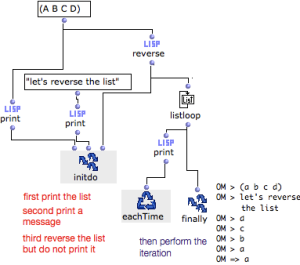 (A B C D)
LISP
reverse
"let's reverse the list"
LISP
print
LISP
print
listloop
LISP
print
initdo
first print the list
second print a
message
third reverse the list
but do not print it
eachTime
finally
then perform the
iteration
OM > (a b c d)
OM > let's reverse
the list
OM > a
OM > c
OM > b
OM > a
OM => a